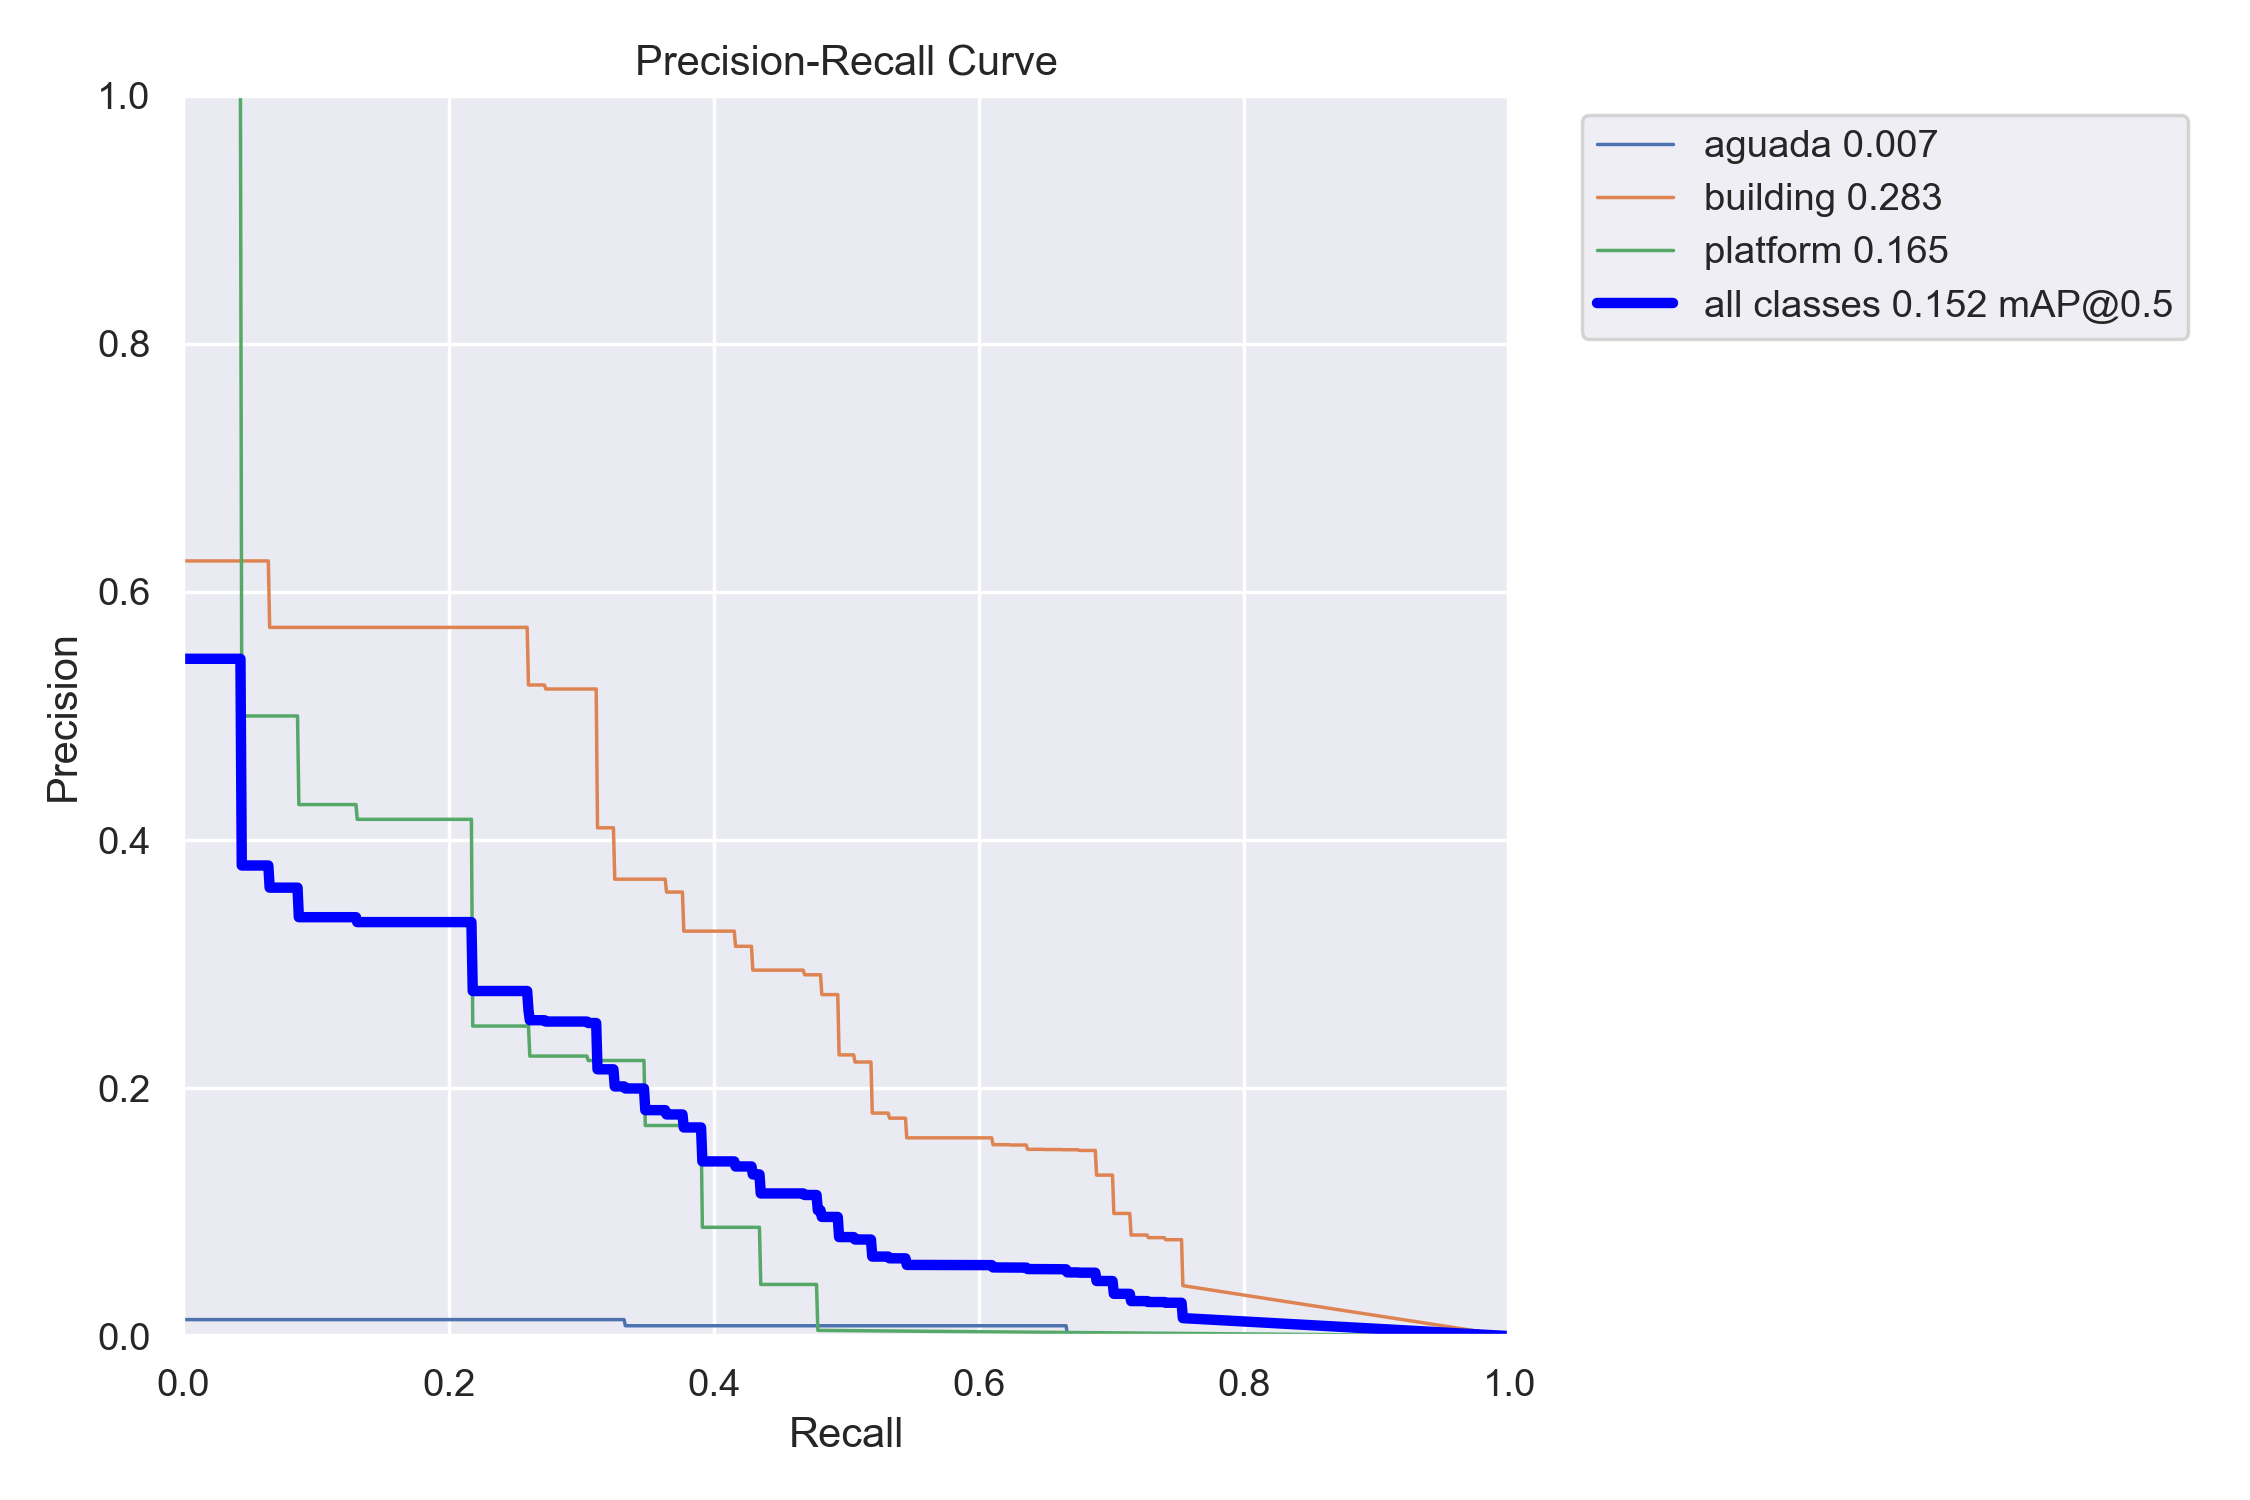 Precision-Recall Curve
1.0
0.8
0.6
0.4
0.2
0.0
Precision
0.0 0.2 0.4 0.6 0.8 1.0
Recall
aguada 0.007
building 0.283
platform 0.165
all classes 0.152 mAP@0.5